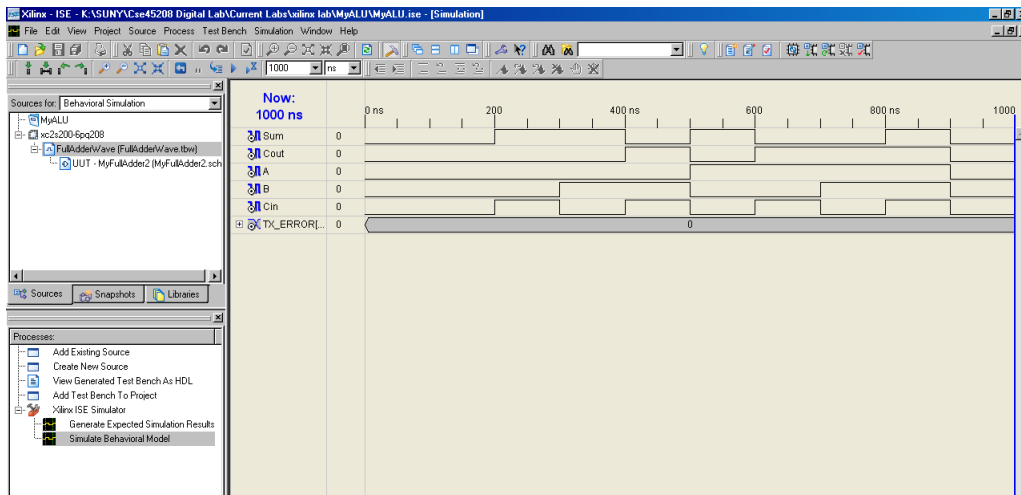 Xilinx - ISE - K:\SUNY\Cse45208 Digital Lab\Current Labs\xilinx lab\MyALU\MyALU.ise - [Simulation]
File Edit View Project Source Process Test Bench Simulation Window Help
1000 ns
Sources for: Behavioral Simulation
MyALU
xc2s200-6pq208
FullAdderWave (FullAdderWave.tbw)
UUT - MyFullAdder2 (MyFullAdder2.sch
Sources Snapshots Libraries
Processes:
Add Existing Source
Create New Source
View Generated Test Bench As HDL
Add Test Bench To Project
Xilinx ISE Simulator
Generate Expected Simulation Results
Simulate Behavioral Model
Now:
1000 ns
0 ns 200 400 ns 600 800 ns 1000
Sum 0
Cout 0
A 0
B 0
Cin 0
TX_ERROR[... 0 0